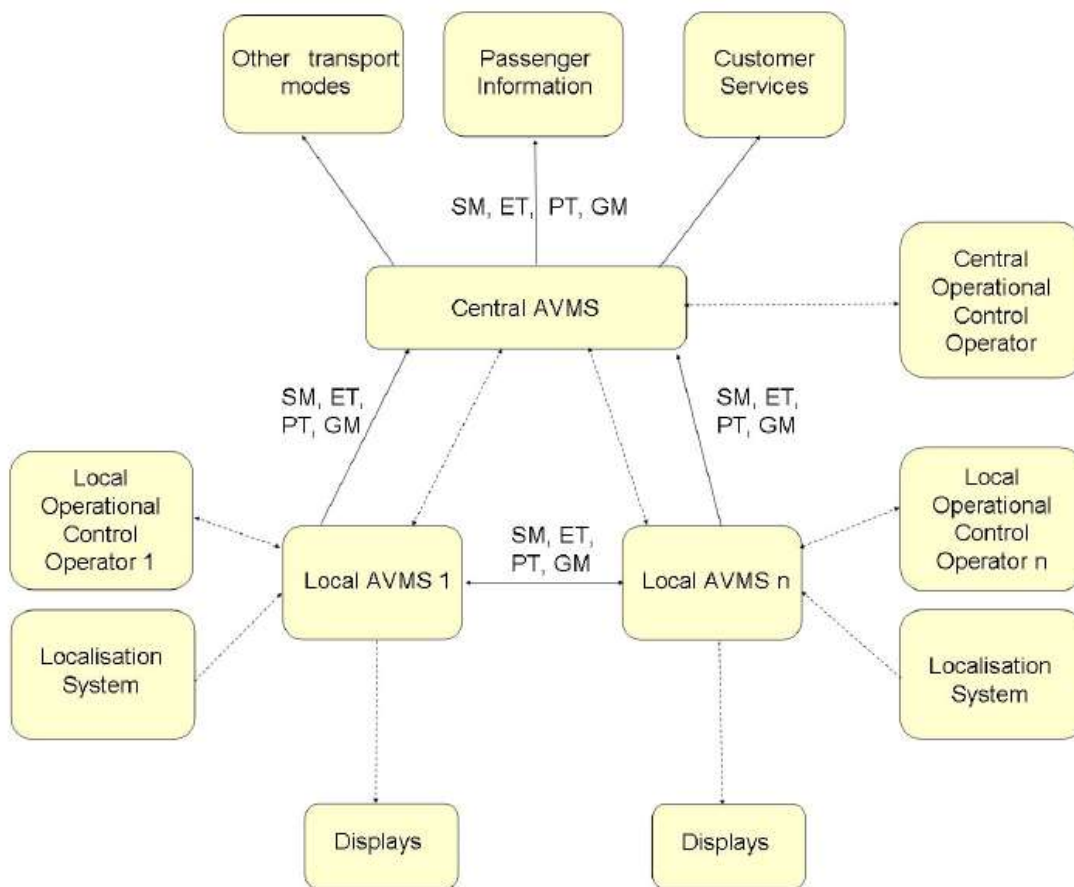 Other transport
modes
Passenger
Information
Customer
Services
SM, ET, PT, GM
Central AVMS
Central
Operational
Control
Operator
SM, ET,
PT, GM
SM, ET,
PT, GM
Local
Operational
Control
Operator 1
Local AVMS 1
SM, ET,
PT, GM
Local AVMS n
Local
Operational
Control
Operator n
Localisation
System
Localisation
System
Displays
Displays